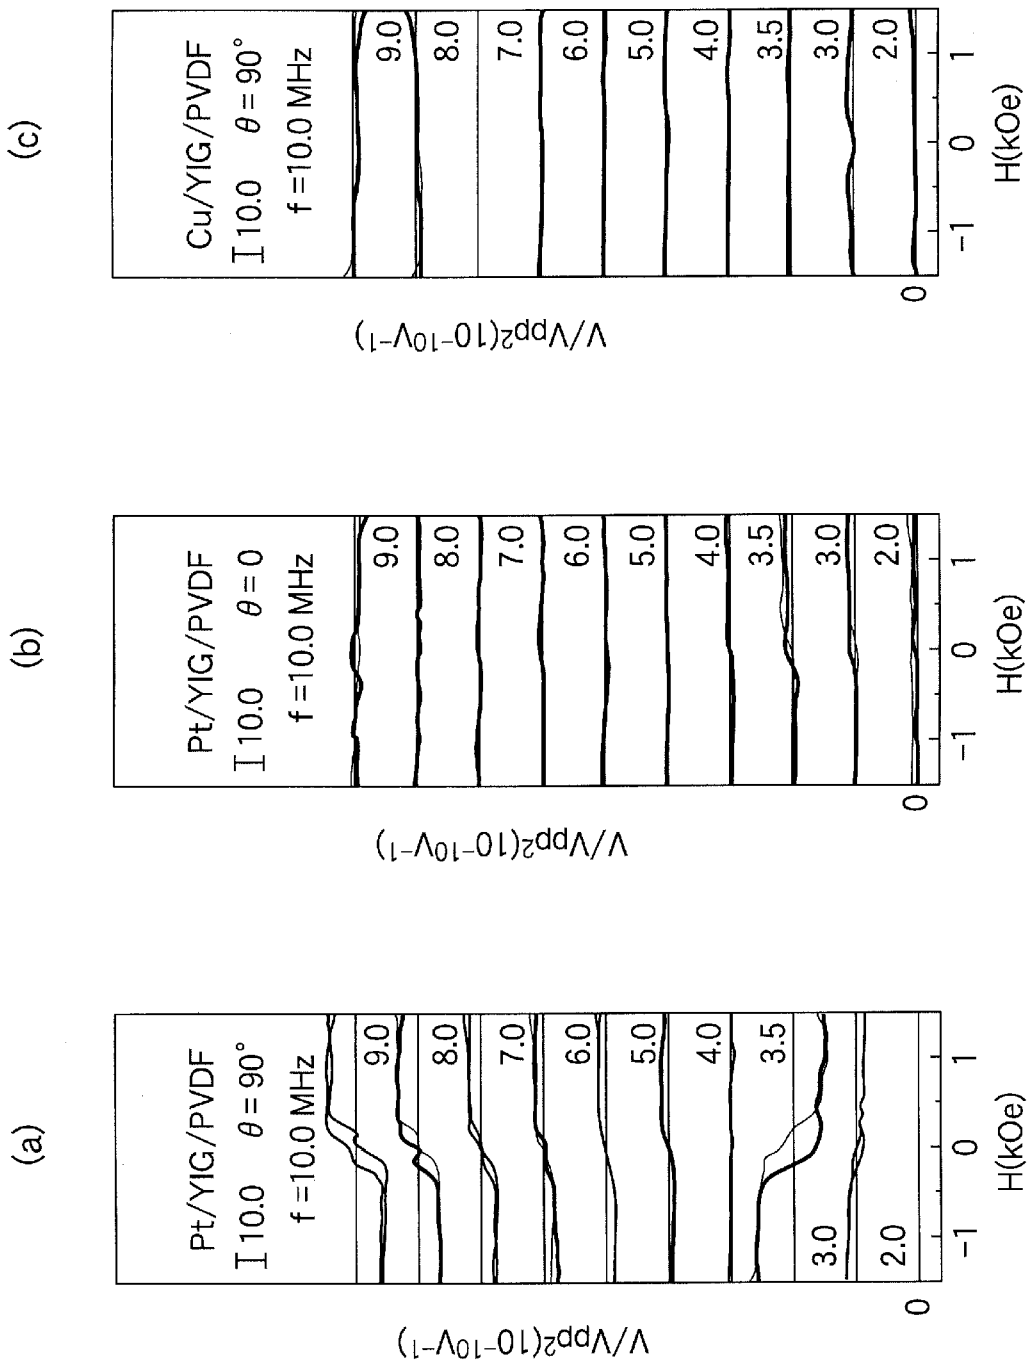 (a)
Pt/YIG/PVDF
10.0 θ = 90°
f = 10.0 MHz
9.0
8.0
7.0
6.0
5.0
4.0
3.5
3.0
2.0
0
V/Vpp²(10⁻¹⁰V⁻¹)
-1 0 1
H(kOe)
(b)
Pt/YIG/PVDF
10.0 θ = 0
f = 10.0 MHz
9.0
8.0
7.0
6.0
5.0
4.0
3.5
3.0
2.0
0
V/Vpp²(10⁻¹⁰V⁻¹)
-1 0 1
H(kOe)
(c)
Cu/YIG/PVDF
10.0 θ = 90°
f = 10.0 MHz
9.0
8.0
7.0
6.0
5.0
4.0
3.5
3.0
2.0
0
V/Vpp²(10⁻¹⁰V⁻¹)
-1 0 1
H(kOe)